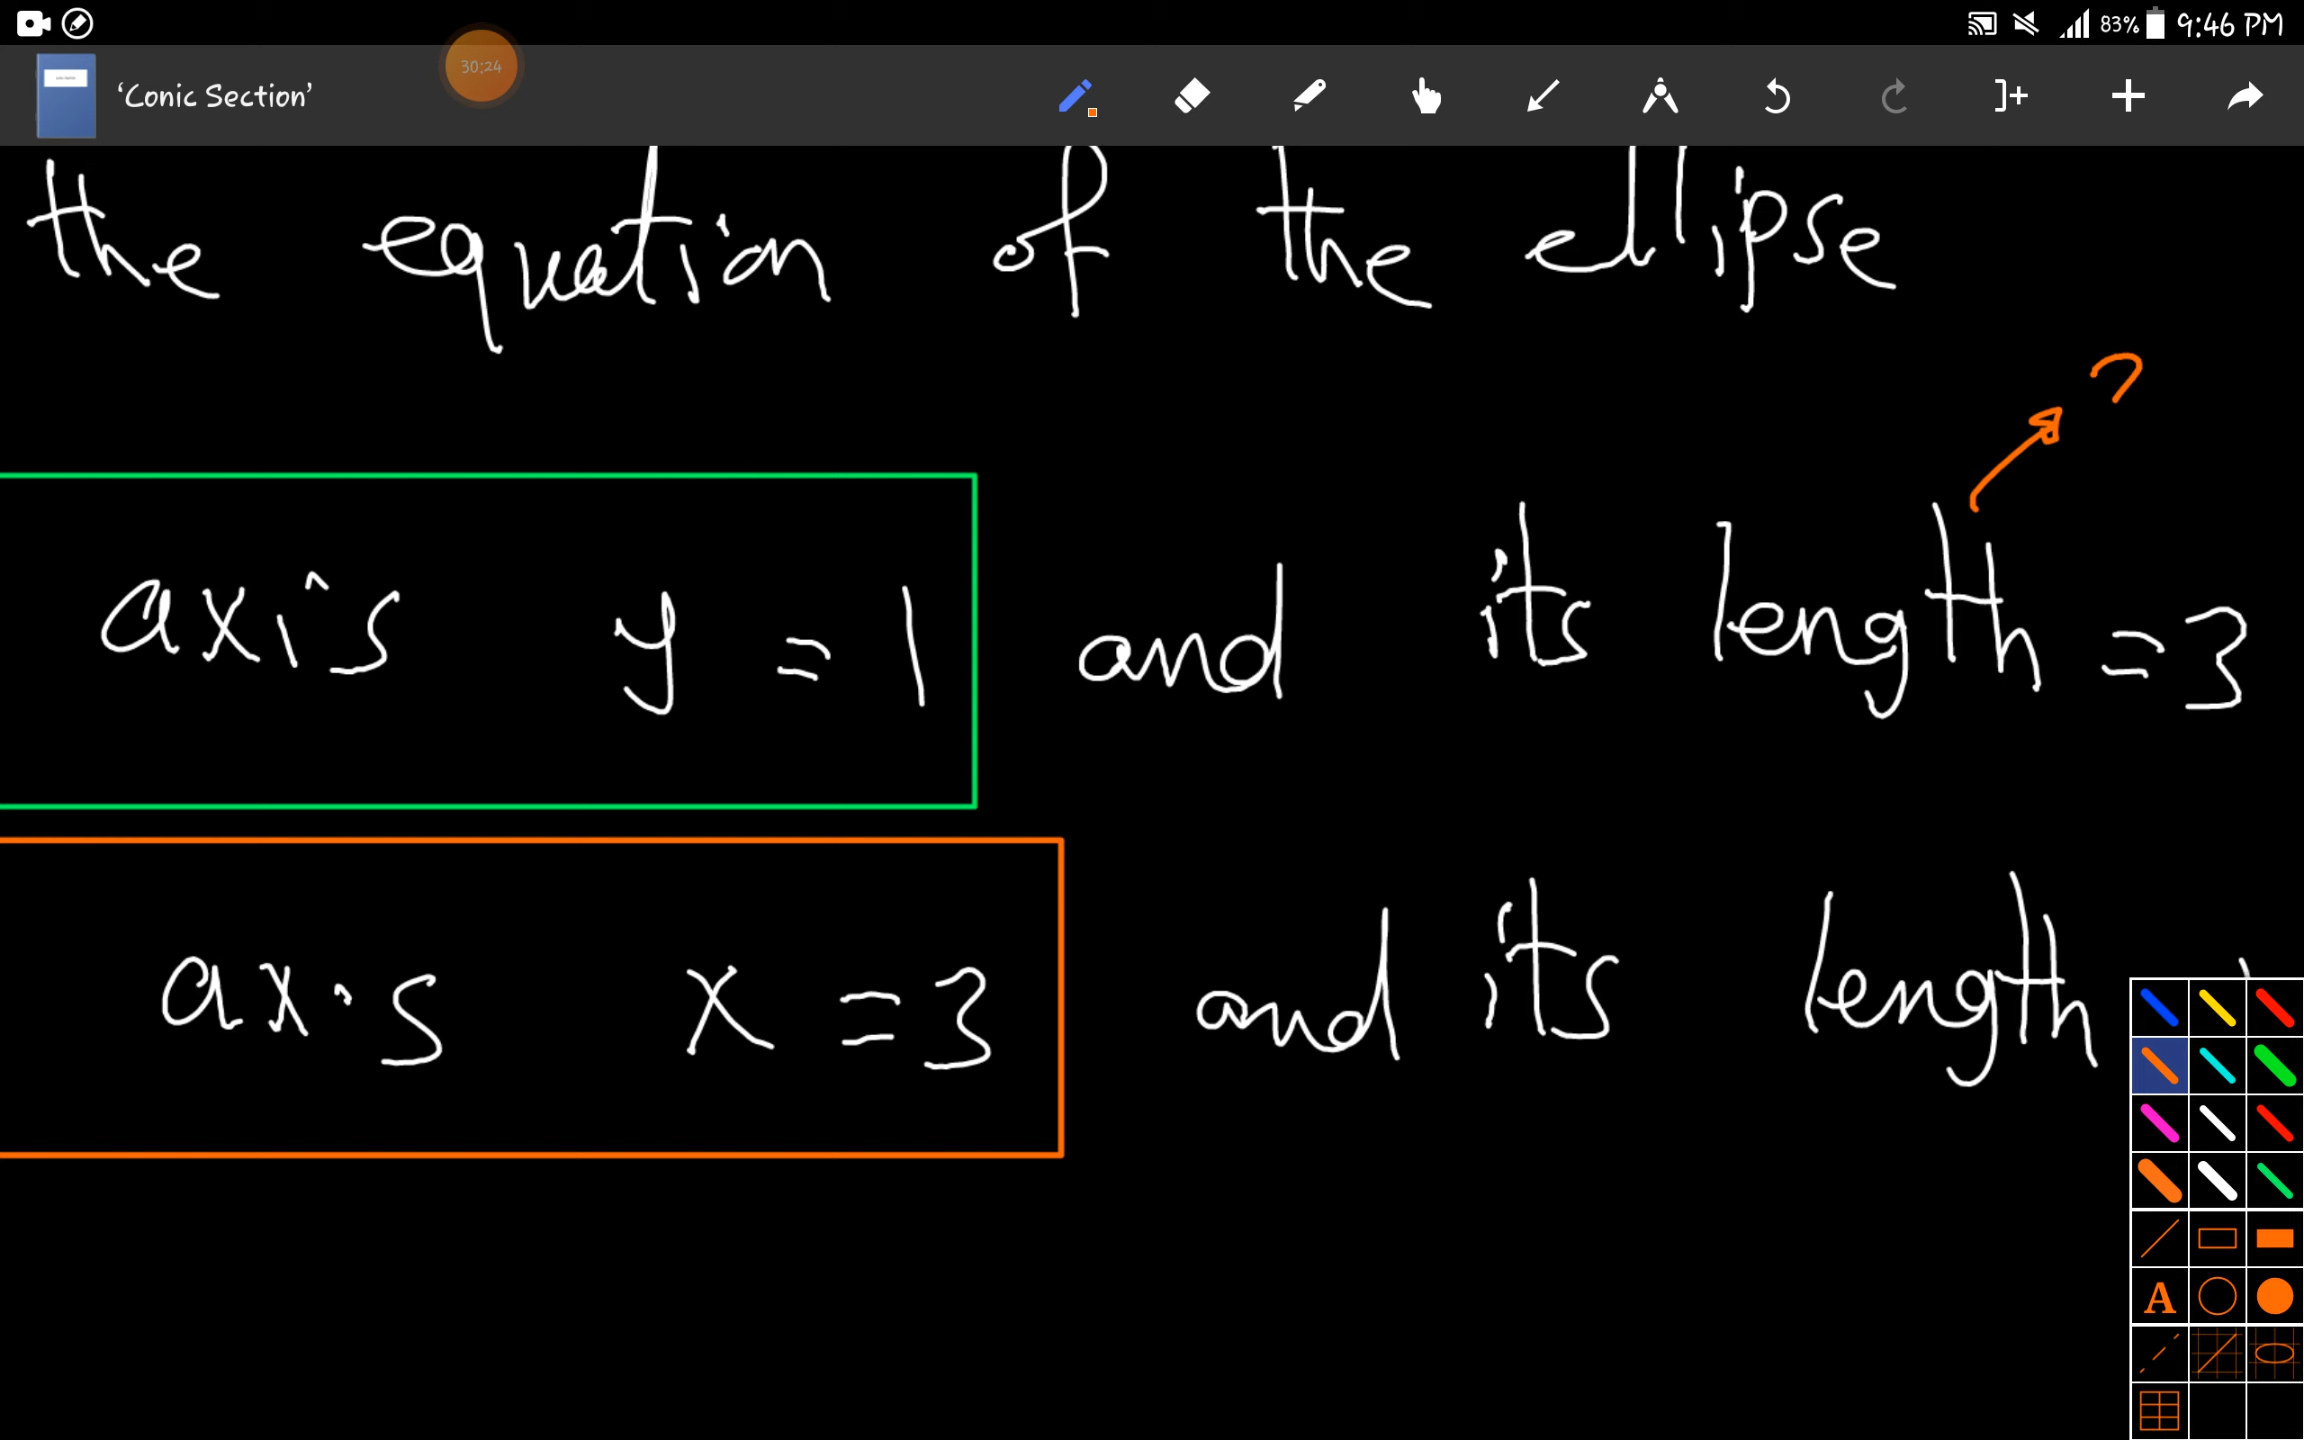 83% 9:46 PM
'Conic Section' 30:24
the equation of the ellipse
?
axis y = 1 and its length = 3
axis x = 3 and its length
A